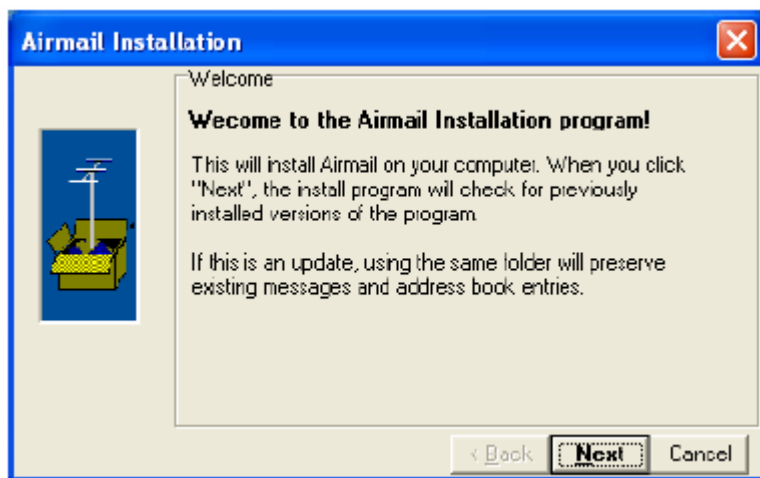 Airmail Installation
Welcome
Wecome to the Airmail Installation program!
This will install Airmail on your computer. When you click
"Next", the install program will check for previously
installed versions of the program.
If this is an update, using the same folder will preserve
existing messages and address book entries.
< Back Next Cancel